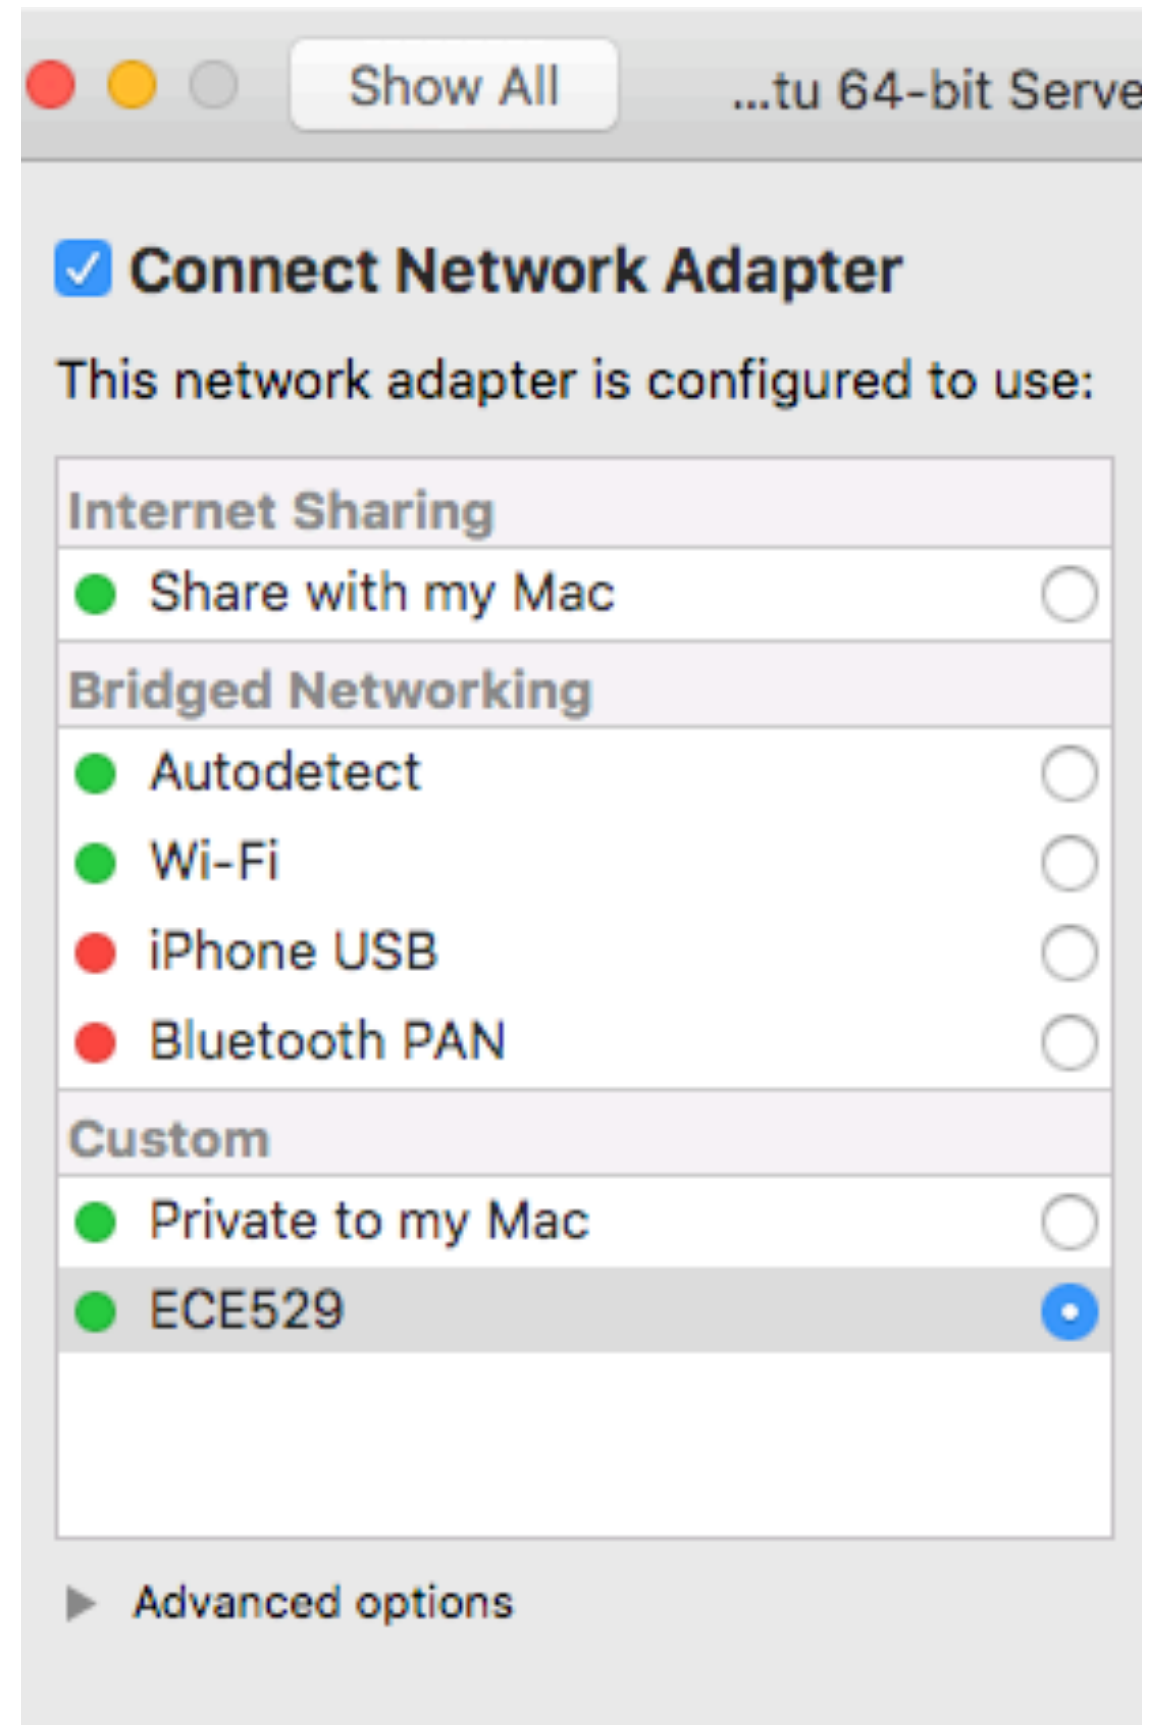 Show All
...tu 64-bit Serve
Connect Network Adapter
This network adapter is configured to use:
Internet Sharing
Share with my Mac
Bridged Networking
Autodetect
Wi-Fi
iPhone USB
Bluetooth PAN
Custom
Private to my Mac
ECE529
Advanced options